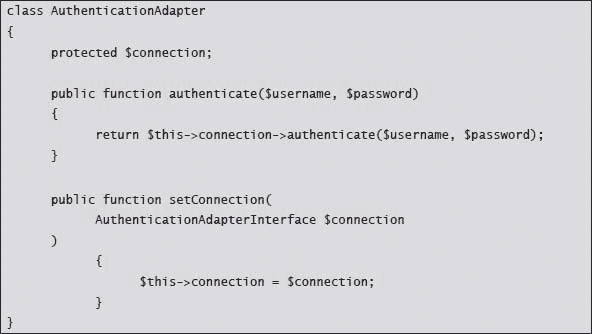 class AuthenticationAdapter
{
protected $connection;
public function authenticate($username, $password)
{
return $this->connection->authenticate($username, $password);
}
public function setConnection(
AuthenticationAdapterInterface $connection
)
{
$this->connection = $connection;
}
}